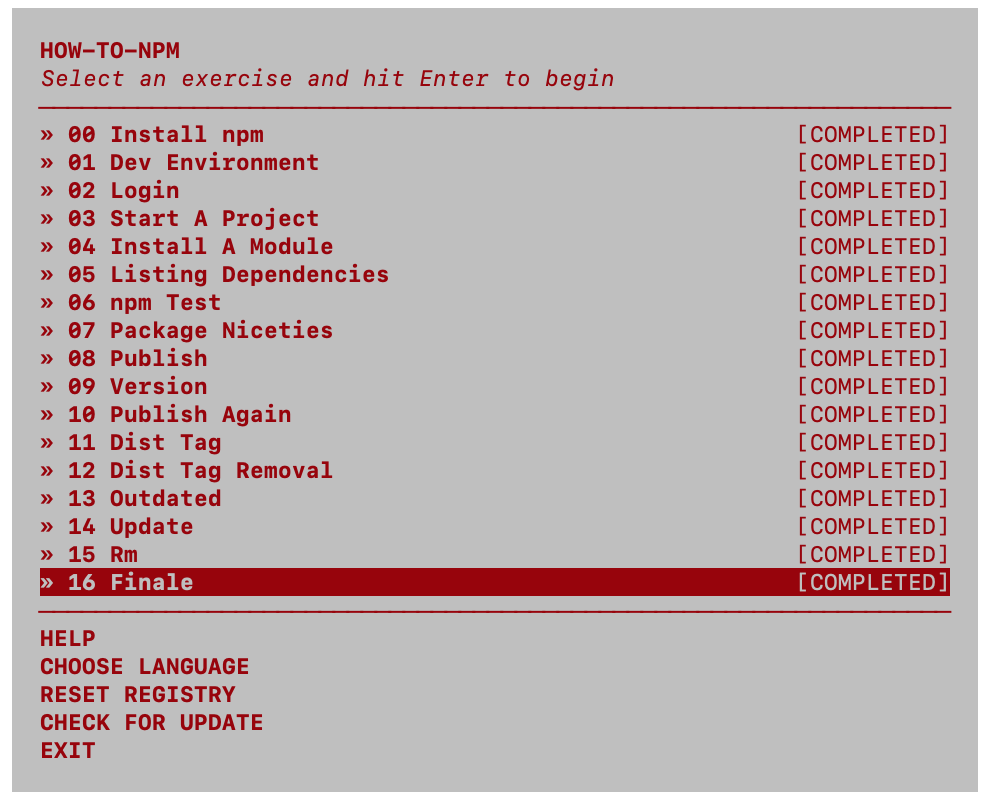 HOW-TO-NPM
Select an exercise and hit Enter to begin
» 00 Install npm [COMPLETED]
» 01 Dev Environment [COMPLETED]
» 02 Login [COMPLETED]
» 03 Start A Project [COMPLETED]
» 04 Install A Module [COMPLETED]
» 05 Listing Dependencies [COMPLETED]
» 06 npm Test [COMPLETED]
» 07 Package Niceties [COMPLETED]
» 08 Publish [COMPLETED]
» 09 Version [COMPLETED]
» 10 Publish Again [COMPLETED]
» 11 Dist Tag [COMPLETED]
» 12 Dist Tag Removal [COMPLETED]
» 13 Outdated [COMPLETED]
» 14 Update [COMPLETED]
» 15 Rm [COMPLETED]
» 16 Finale [COMPLETED]
HELP
CHOOSE LANGUAGE
RESET REGISTRY
CHECK FOR UPDATE
EXIT